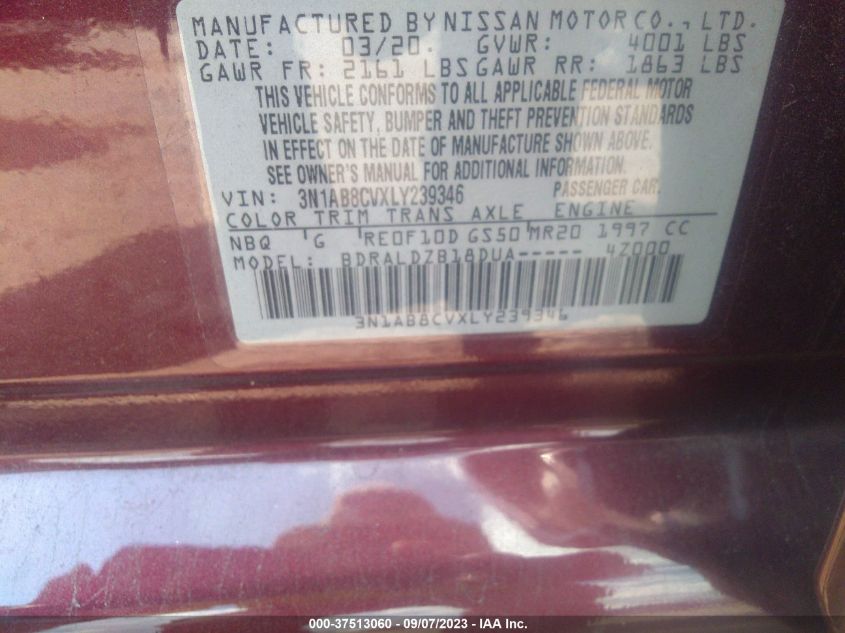 MANUFACTURED BY NISSAN MOTOR CO., LTD.
DATE: 03/20 GVWR: 4001 LBS
GAWR FR: 2161 LBS GAWR RR: 1863 LBS
THIS VEHICLE CONFORMS TO ALL APPLICABLE FEDERAL MOTOR
VEHICLE SAFETY, BUMPER AND THEFT PREVENTION STANDARDS
IN EFFECT ON THE DATE OF MANUFACTURE SHOWN ABOVE.
SEE OWNER'S MANUAL FOR ADDITIONAL INFORMATION.
VIN: 3N1AB8CVXLY239346 PASSENGER CAR
COLOR TRIM TRANS AXLE ENGINE
NBQ G RE0F10D GS50 MR20 1997 CC
MODEL: BDRALDZB18DUA----- 4Z000
3N1AB8CVXLY239346
000-37513060 - 09/07/2023 - IAA Inc.